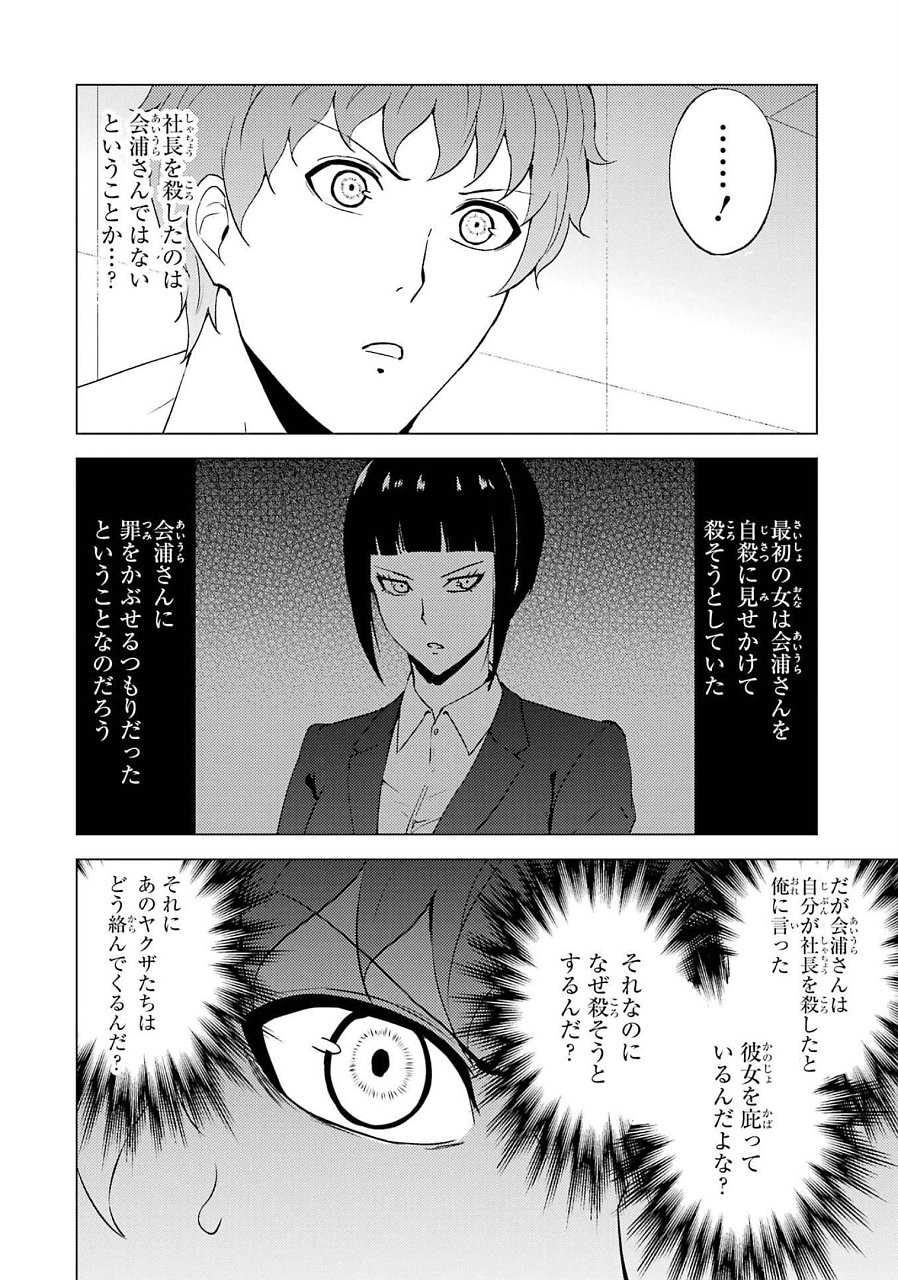 ……！
社長を殺したのは
会浦さんではない
ということか…？
最初の女は会浦さんを
自殺に見せかけて
殺そうとしていた
会浦さんに
罪をかぶせるつもりだった
ということなのだろう
だが会浦さんは
自分が社長を殺したと
俺に言った
彼女を庇って
いるんだよな？
それなのに
なぜ殺そうと
するんだ？
それに
あのヤクザたちは
どう絡んでくるんだ？